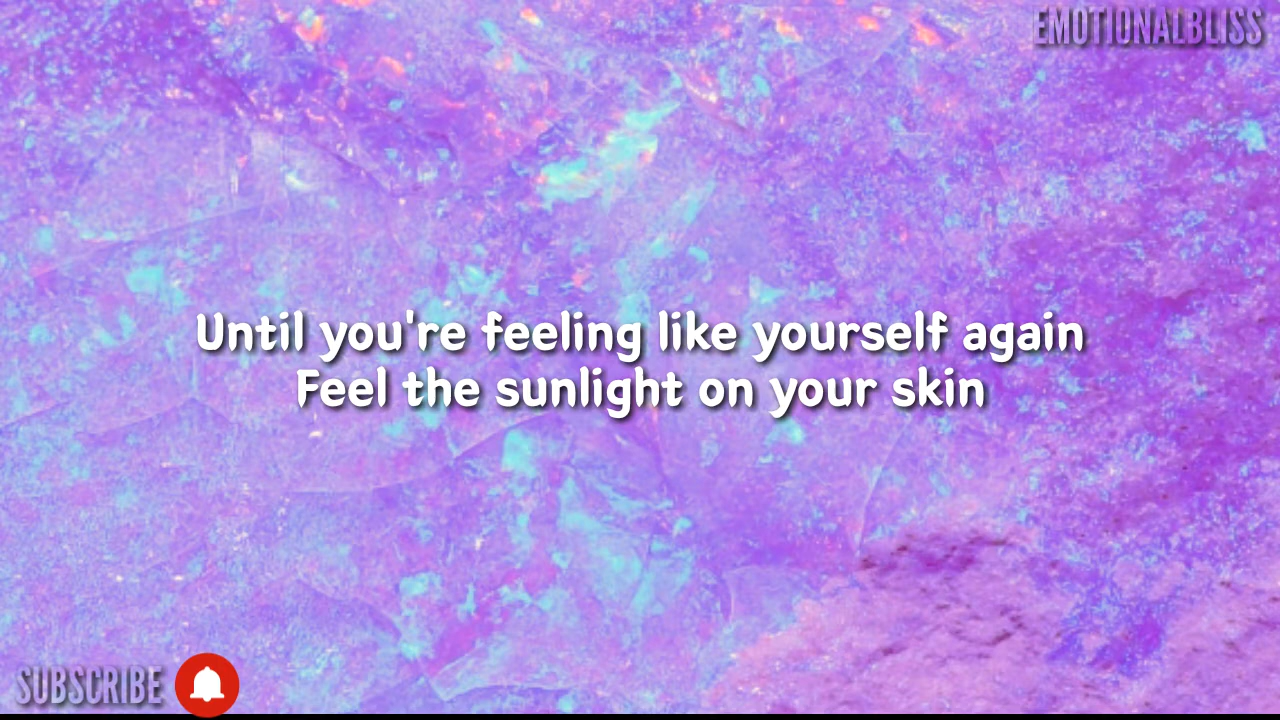 EMOTIONALBLISS
Until you're feeling like yourself again
Feel the sunlight on your skin
SUBSCRIBE